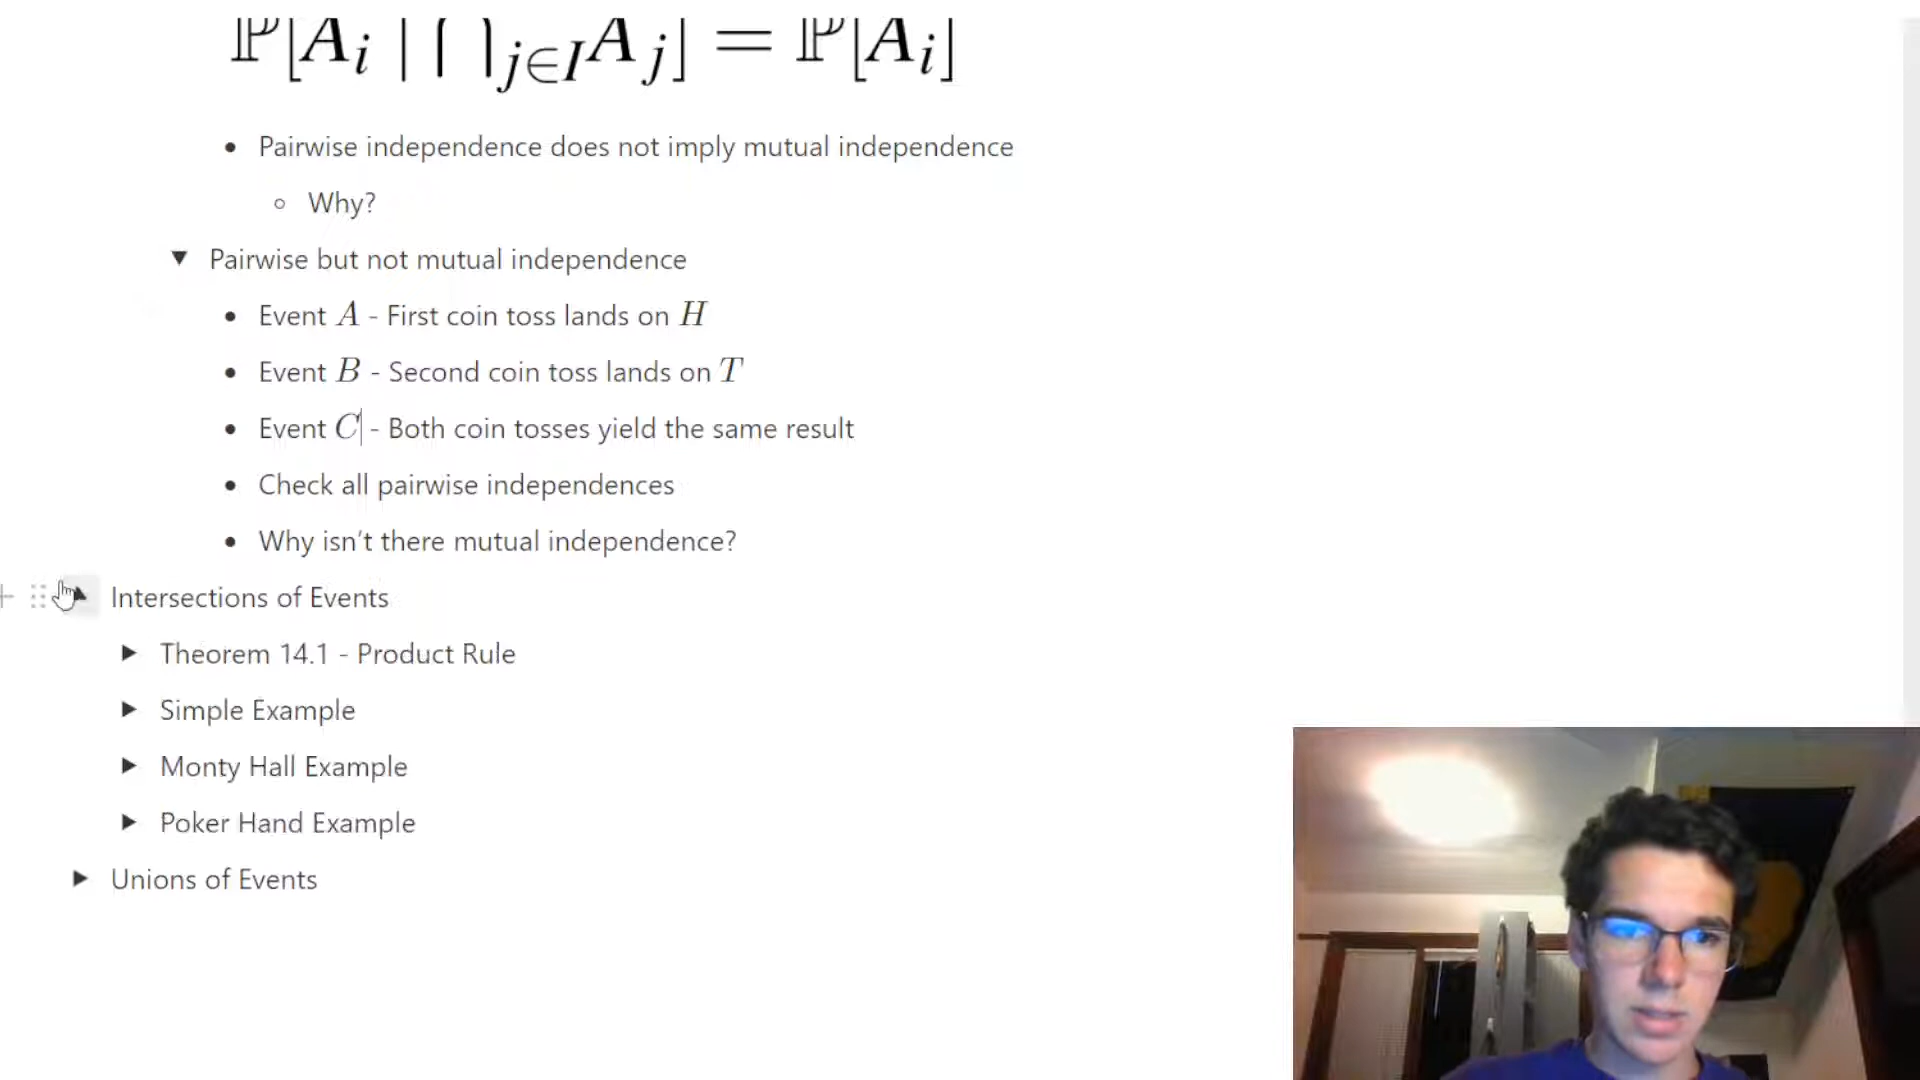 ℙ[A_i | ⋂_{j∈I} A_j] = ℙ[A_i]
Pairwise independence does not imply mutual independence
Why?
Pairwise but not mutual independence
Event A - First coin toss lands on H
Event B - Second coin toss lands on T
Event C - Both coin tosses yield the same result
Check all pairwise independences
Why isn't there mutual independence?
Intersections of Events
Theorem 14.1 - Product Rule
Simple Example
Monty Hall Example
Poker Hand Example
Unions of Events